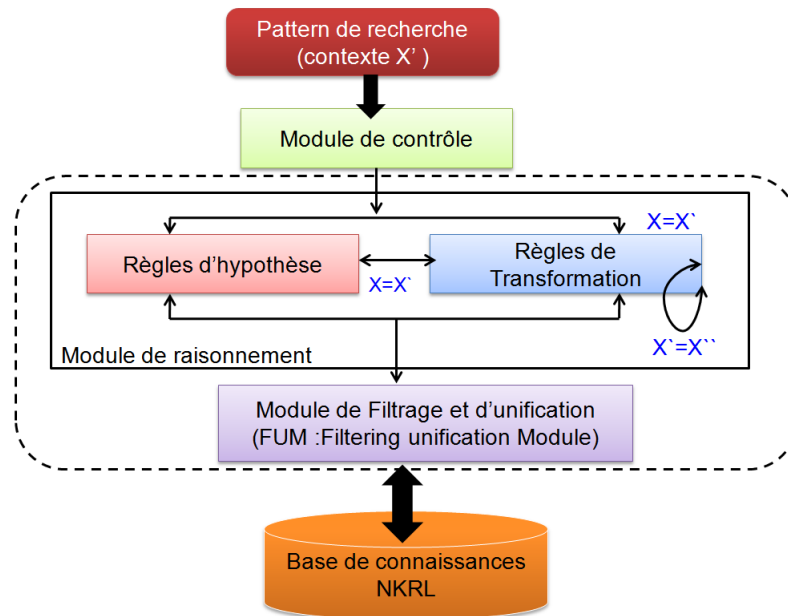 Pattern de recherche
(contexte X’ )
Module de contrôle
X=X`
Règles d’hypothèse
X=X`
Règles de
Transformation
X`=X``
Module de raisonnement
Module de Filtrage et d’unification
(FUM :Filtering unification Module)
Base de connaissances
NKRL